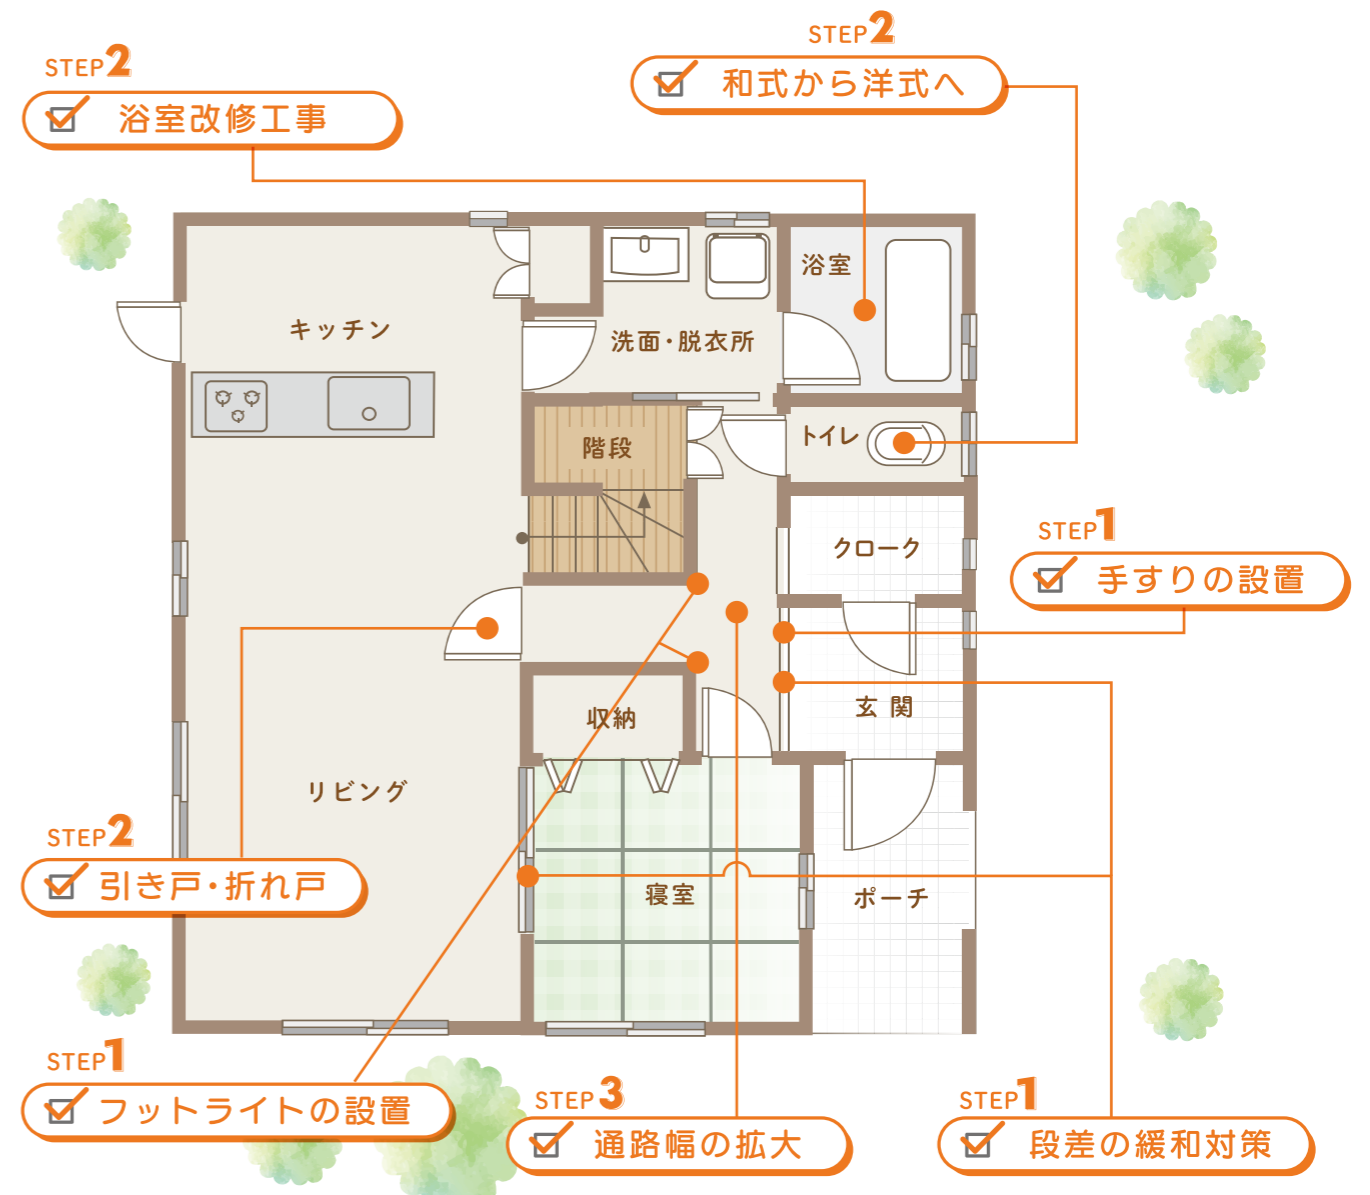 STEP2
浴室改修工事
STEP2
和式から洋式へ
浴室
キッチン
洗面・脱衣所
トイレ
階段
STEP1
手すりの設置
クローク
玄関
収納
リビング
STEP2
引き戸・折れ戸
寝室
ポーチ
STEP1
フットライトの設置
STEP3
通路幅の拡大
STEP1
段差の緩和対策